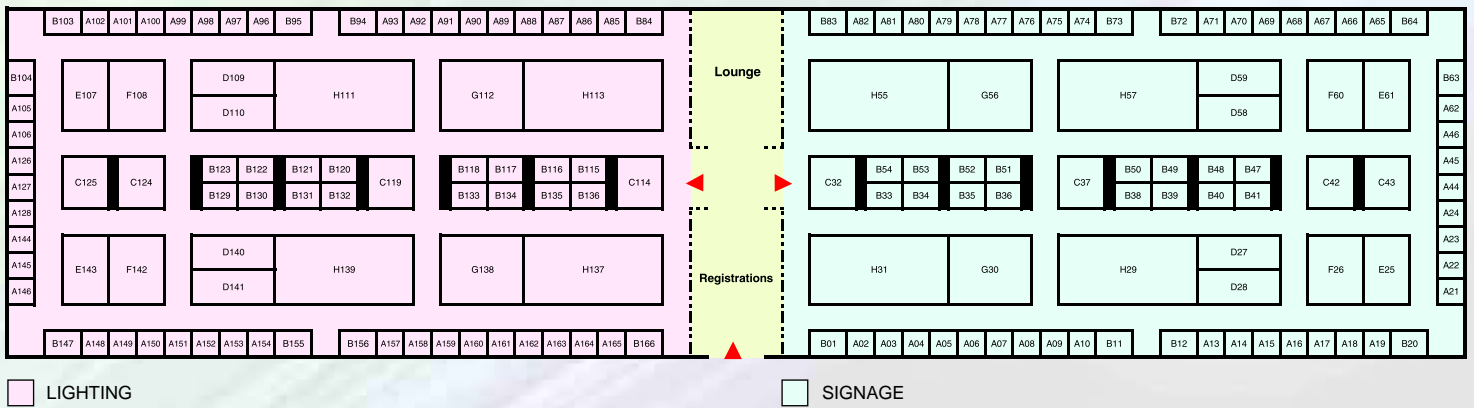 B103 A102 A101 A100 A99 A98 A97 A96 B95 B94 A93 A92 A91 A90 A89 A88 A87 A86 A85 B84 B83 A82 A81 A80 A79 A78 A77 A76 A75 A74 B73 B72 A71 A70 A69 A68 A67 A66 A65 B64
Lounge
B104 D109 D59 B63
E107 F108 H111 G112 H113 H55 G56 H57 F60 E61
A105 D110 D58 A62
A106 A46
A126 B123 B122 B121 B120 B118 B117 B116 B115 B54 B53 B52 B51 B50 B49 B48 B47 A45
C125 C124 C119 C114 C32 C37 C42 C43
A127 A44
B129 B130 B131 B132 B133 B134 B135 B136 B33 B34 B35 B36 B38 B39 B40 B41
A128 A24
A144 A23
D140 D27
A145 E143 F142 H139 G138 H137 H31 G30 H29 F26 E25 A22
Registrations
D141 D28
A146 A21
B147 A148 A149 A150 A151 A152 A153 A154 B155 B156 A157 A158 A159 A160 A161 A162 A163 A164 A165 B166 B01 A02 A03 A04 A05 A06 A07 A08 A09 A10 B11 B12 A13 A14 A15 A16 A17 A18 A19 B20
LIGHTING SIGNAGE